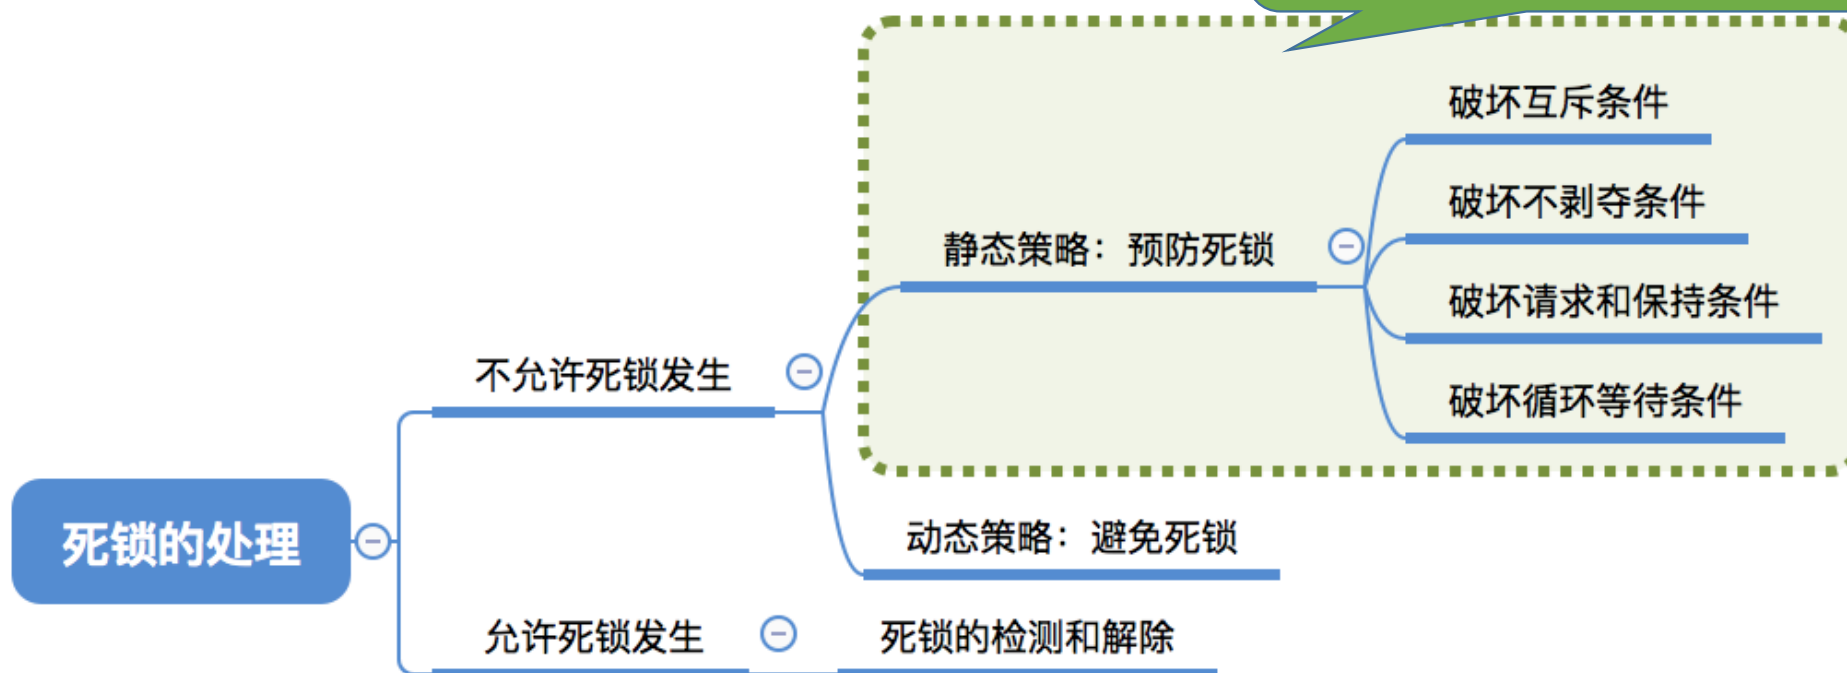 死锁的处理
不允许死锁发生
静态策略：预防死锁
破坏互斥条件
破坏不剥夺条件
破坏请求和保持条件
破坏循环等待条件
动态策略：避免死锁
允许死锁发生
死锁的检测和解除